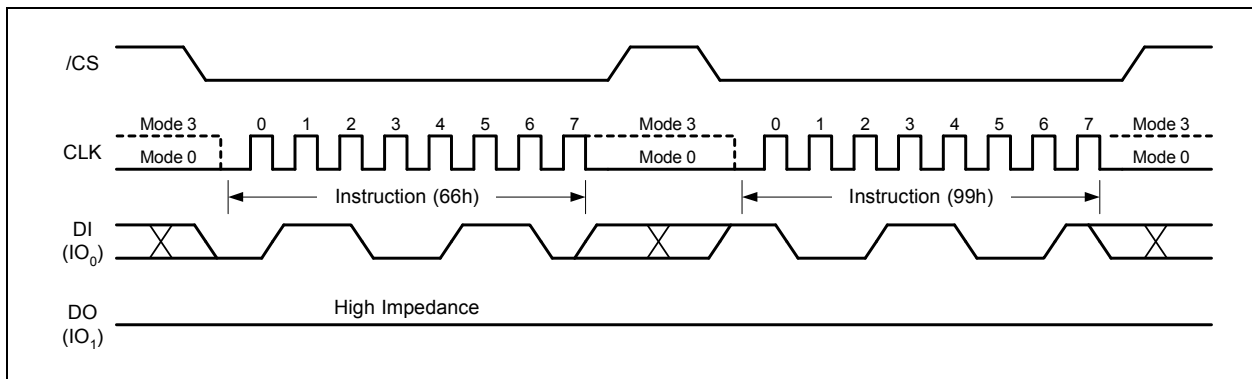 /CS
Mode 3 0 1 2 3 4 5 6 7 Mode 3 0 1 2 3 4 5 6 7 Mode 3
CLK Mode 0 Mode 0 Mode 0
Instruction (66h) Instruction (99h)
DI
(IO₀)
DO High Impedance
(IO₁)